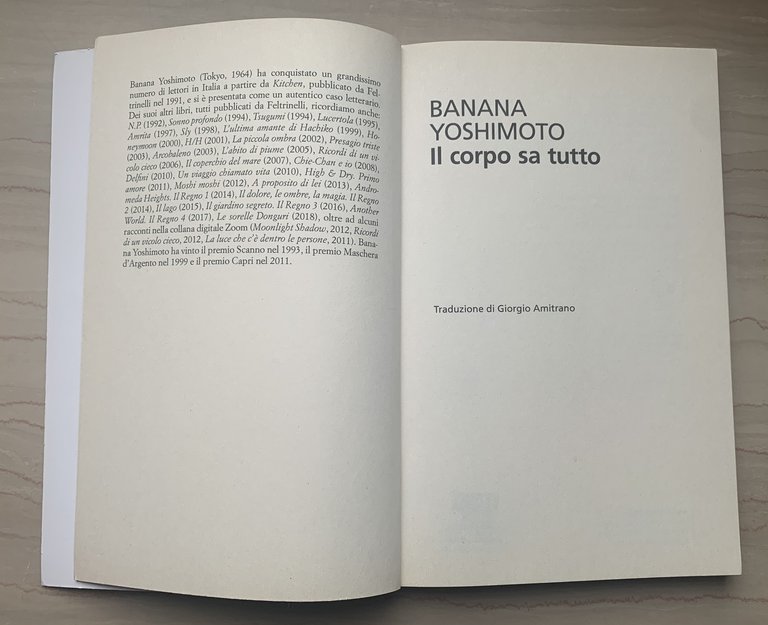 Banana Yoshimoto (Tokyo, 1964) ha conquistato un grandissimo
numero di lettori in Italia a partire da Kitchen, pubblicato da Fel-
trinelli nel 1991, e si è presentata come un autentico caso letterario.
Dei suoi altri libri, tutti pubblicati da Feltrinelli, ricordiamo anche:
N.P. (1992), Sonno profondo (1994), Tsugumi (1994), Lucertola (1995),
Amrita (1997), Sly (1998), L'ultima amante di Hachiko (1999), Ho-
neymoon (2000), H/H (2001), La piccola ombra (2002), Presagio triste
(2003), Arcobaleno (2003), L'abito di piume (2005), Ricordi di un vi-
colo cieco (2006), Il coperchio del mare (2007), Chie-Chan e io (2008),
Delfini (2010), Un viaggio chiamato vita (2010), High & Dry. Primo
amore (2011), Moshi moshi (2012), A proposito di lei (2013), Andro-
meda Heights. Il Regno 1 (2014), Il dolore, le ombre, la magia. Il Regno
2 (2014), Il lago (2015), Il giardino segreto. Il Regno 3 (2016), Another
World. Il Regno 4 (2017), Le sorelle Donguri (2018), oltre ad alcuni
racconti nella collana digitale Zoom (Moonlight Shadow, 2012, Ricordi
di un vicolo cieco, 2012, La luce che c'è dentro le persone, 2011). Bana-
na Yoshimoto ha vinto il premio Scanno nel 1993, il premio Maschera
d'Argento nel 1999 e il premio Capri nel 2011.
BANANA
YOSHIMOTO
Il corpo sa tutto
Traduzione di Giorgio Amitrano